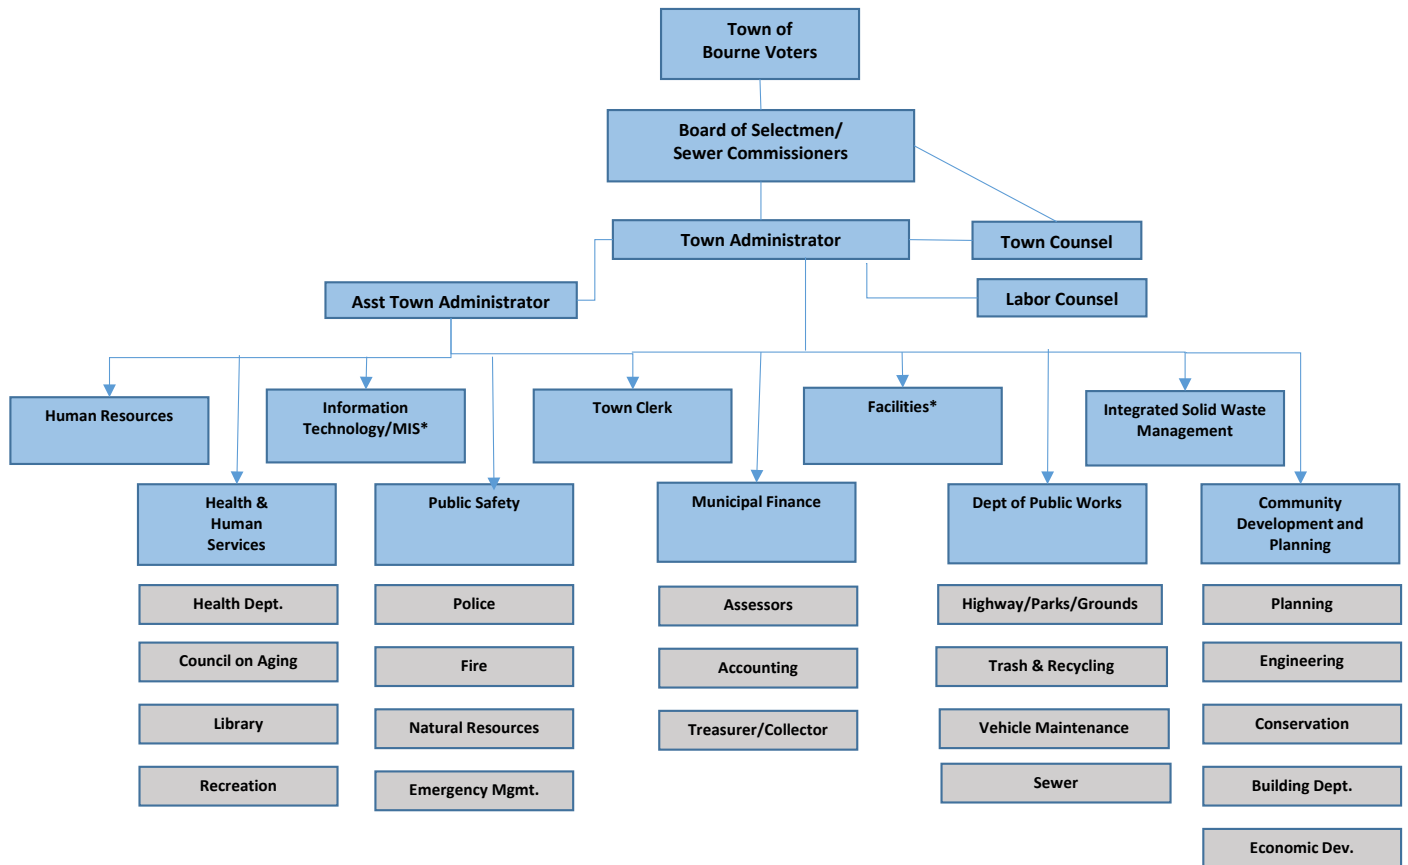 Town of
Bourne Voters
Board of Selectmen/
Sewer Commissioners
Town Administrator
Town Counsel
Asst Town Administrator
Labor Counsel
Human Resources
Information
Technology/MIS*
Town Clerk
Facilities*
Integrated Solid Waste
Management
Health &
Human
Services
Public Safety
Municipal Finance
Dept of Public Works
Community
Development and
Planning
Health Dept.
Police
Assessors
Highway/Parks/Grounds
Planning
Council on Aging
Fire
Accounting
Trash & Recycling
Engineering
Library
Natural Resources
Treasurer/Collector
Vehicle Maintenance
Conservation
Recreation
Emergency Mgmt.
Sewer
Building Dept.
Economic Dev.